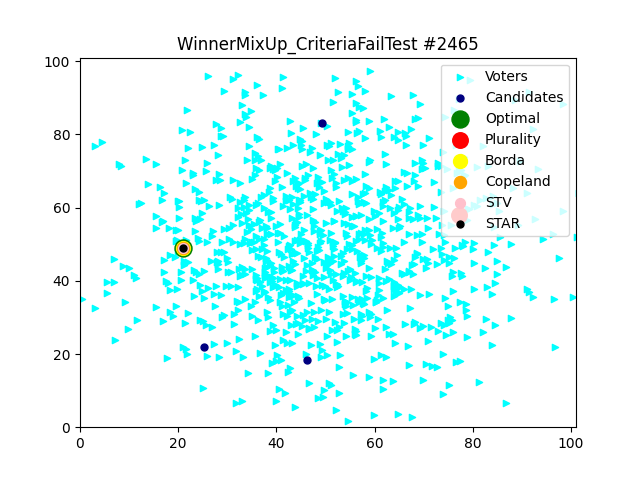 WinnerMixUp_CriteriaFailTest #2465
100
80
60
40
20
0
0 20 40 60 80 100
Voters
Candidates
Optimal
Plurality
Borda
Copeland
STV
STAR